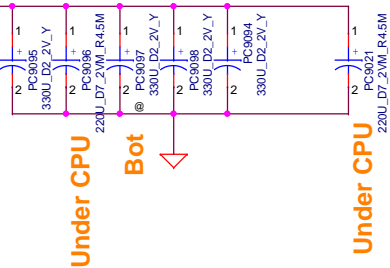 1
+
2
PC9095
330U_D2_2V_Y
1
+
2
PC9096
220U_D7_2VM_R4.5M
1
+
2
@
PC9097
330U_D2_2V_Y
1
+
2
PC9098
330U_D2_2V_Y
1
+
2
PC9094
330U_D2_2V_Y
1
+
2
PC9021
220U_D7_2VM_R4.5M
Under CPU
Bot
Under CPU